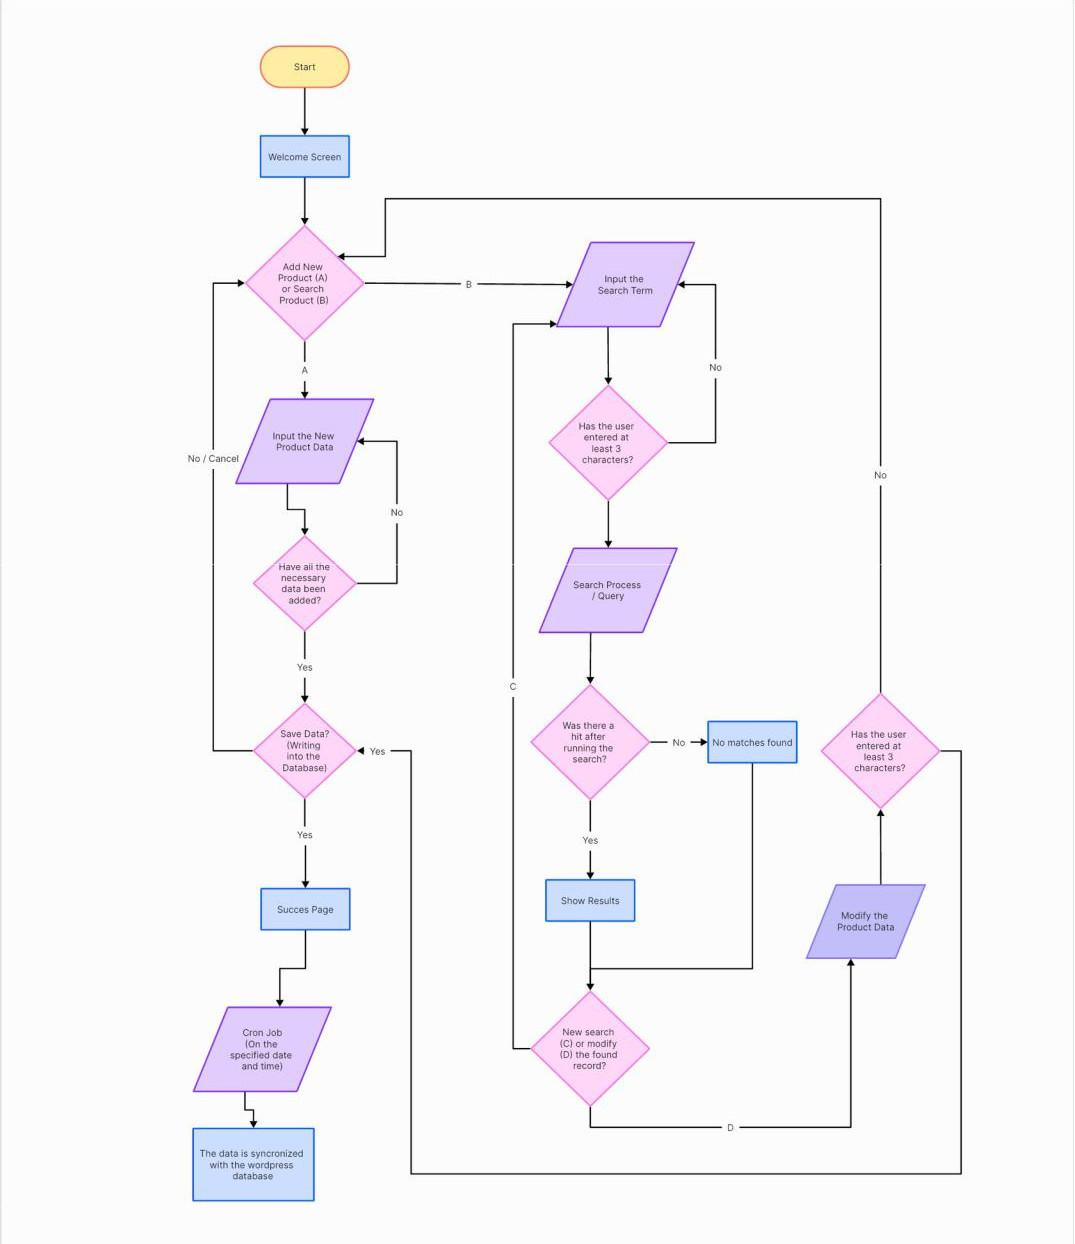 Start
Welcome Screen
Add New
Product (A)
or Search
Product (B)
B
Input the
Search Term
A
No
Input the New
Product Data
Has the user
entered at
least 3
characters?
No / Cancel
No
No
Have all the
necessary
data been
added?
Search Process
/ Query
Yes
C
Save Data?
(Writing
into the
Database)
Yes
Was there a
hit after
running the
search?
No
No matches found
Has the user
entered at
least 3
characters?
Yes
Yes
Succes Page
Show Results
Modify the
Product Data
Cron Job
(On the
specified date
and time)
New search
(C) or modify
(D) the found
record?
D
The data is syncronized
with the wordpress
database